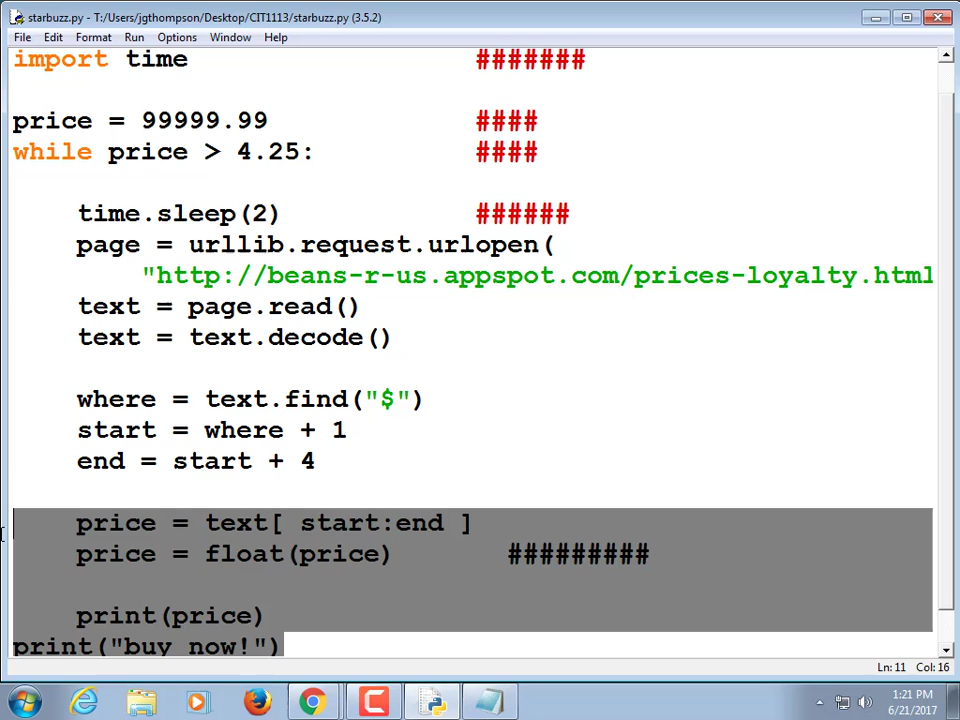 starbuzz.py - T:/Users/jgthompson/Desktop/CIT1113/starbuzz.py (3.5.2)
File Edit Format Run Options Window Help
import time #######
price = 99999.99 ####
while price > 4.25: ####
time.sleep(2) ######
page = urllib.request.urlopen(
"http://beans-r-us.appspot.com/prices-loyalty.html
text = page.read()
text = text.decode()
where = text.find("$")
start = where + 1
end = start + 4
price = text[ start:end ]
price = float(price) #########
print(price)
print("buy now!")
Ln: 11 Col: 16
1:21 PM
6/21/2017